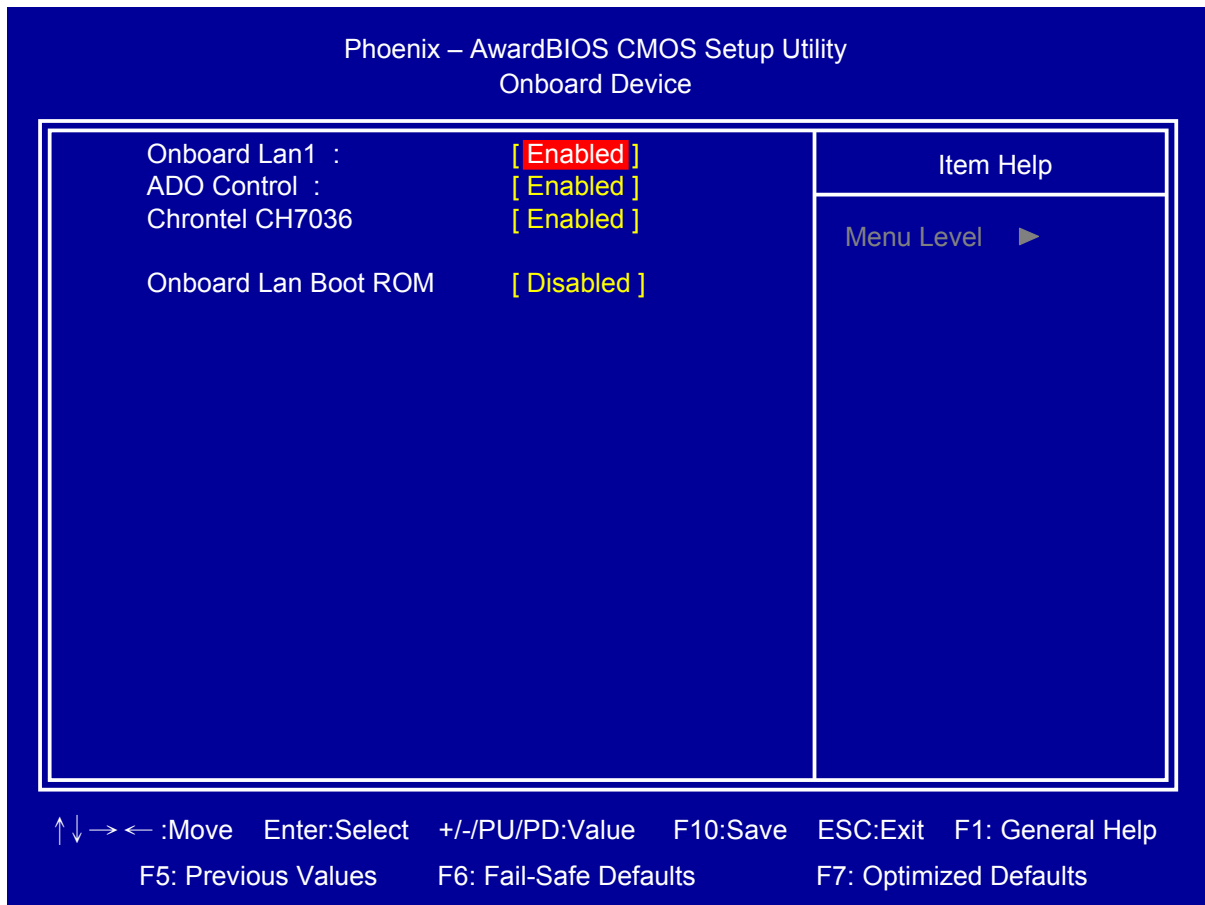 Phoenix – AwardBIOS CMOS Setup Utility
Onboard Device
Onboard Lan1 : [ Enabled ]
ADO Control : [ Enabled ]
Chrontel CH7036 [ Enabled ]
Onboard Lan Boot ROM [ Disabled ]
Item Help
Menu Level ►
↑↓→← :Move Enter:Select +/-/PU/PD:Value F10:Save ESC:Exit F1: General Help
F5: Previous Values F6: Fail-Safe Defaults F7: Optimized Defaults